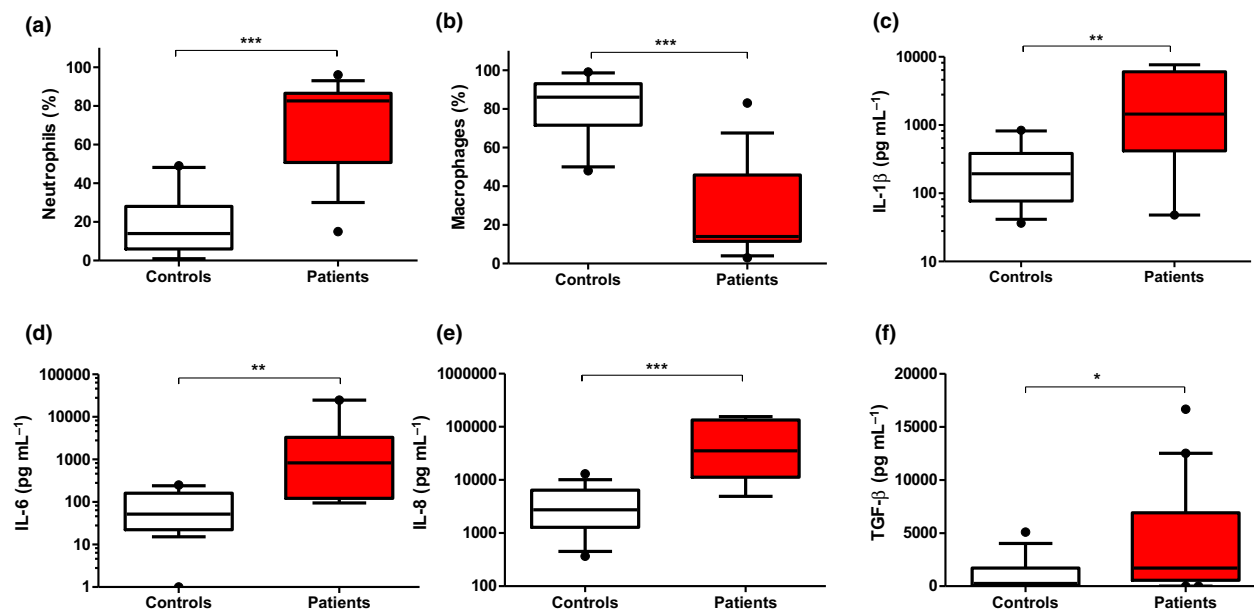 (a)
***
Neutrophils (%)
100
80
60
40
20
0
Controls Patients
(b)
***
Macrophages (%)
100
80
60
40
20
0
Controls Patients
(c)
**
IL-1β (pg mL⁻¹)
10000
1000
100
10
Controls Patients
(d)
**
IL-6 (pg mL⁻¹)
100000
10000
1000
100
10
1
Controls Patients
(e)
***
IL-8 (pg mL⁻¹)
1000000
100000
10000
1000
100
Controls Patients
(f)
*
TGF-β (pg mL⁻¹)
20000
15000
10000
5000
0
Controls Patients